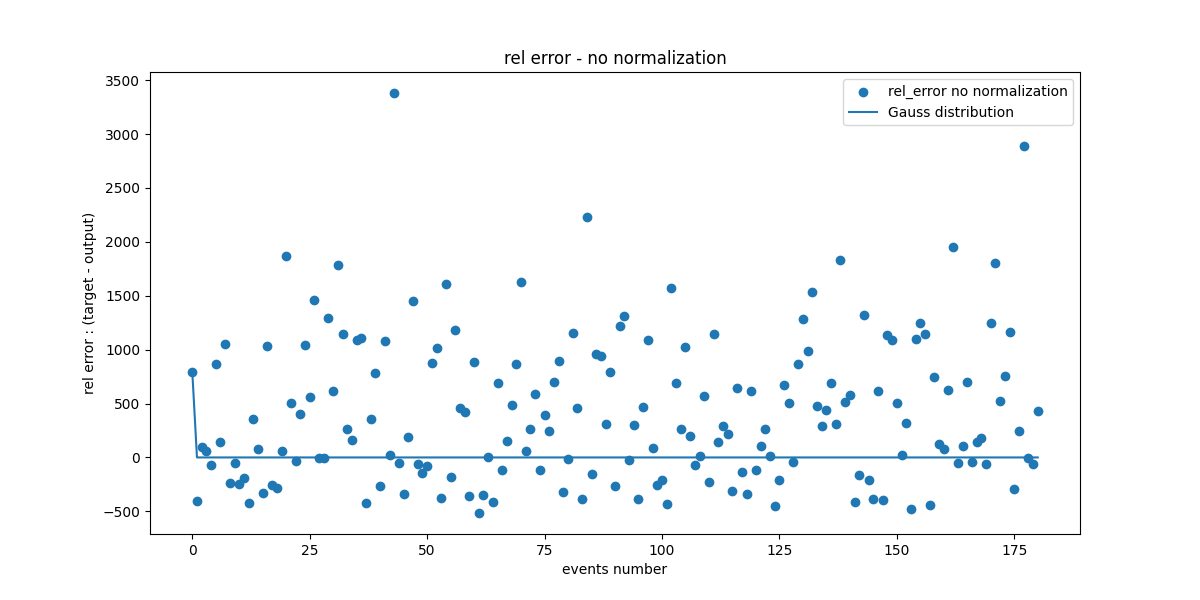 rel error - no normalization
rel_error no normalization
Gauss distribution
rel error : (target - output)
3500
3000
2500
2000
1500
1000
500
0
−500
0 25 50 75 100 125 150 175
events number